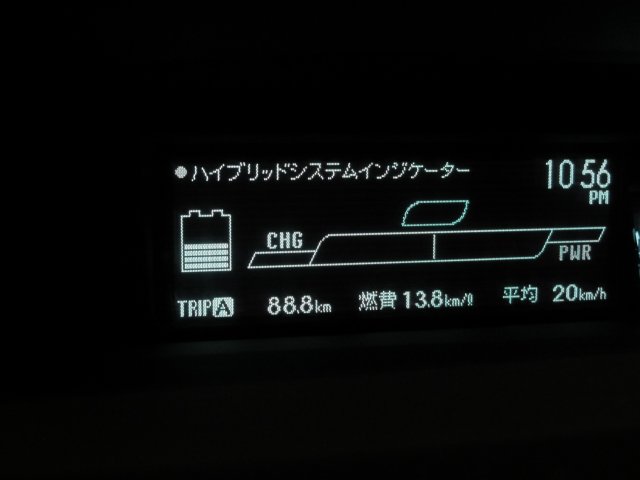 ●ハイブリッドシステムインジケーター 10:56 PM
CHG
PWR
TRIP A 88.8km 燃費 13.8km/ℓ 平均 20km/h